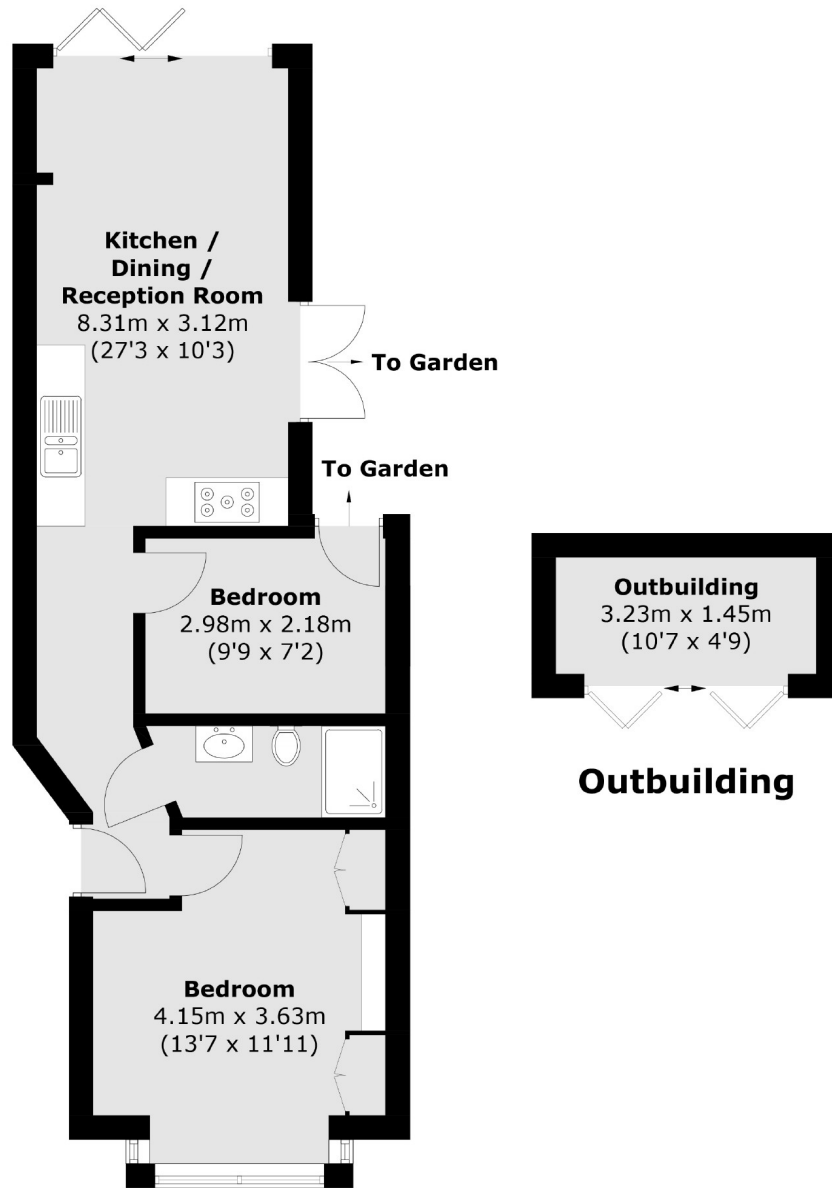 Kitchen /
Dining /
Reception Room
8.31m x 3.12m
(27'3 x 10'3)
To Garden
To Garden
Bedroom
2.98m x 2.18m
(9'9 x 7'2)
Outbuilding
3.23m x 1.45m
(10'7 x 4'9)
Outbuilding
Bedroom
4.15m x 3.63m
(13'7 x 11'11)